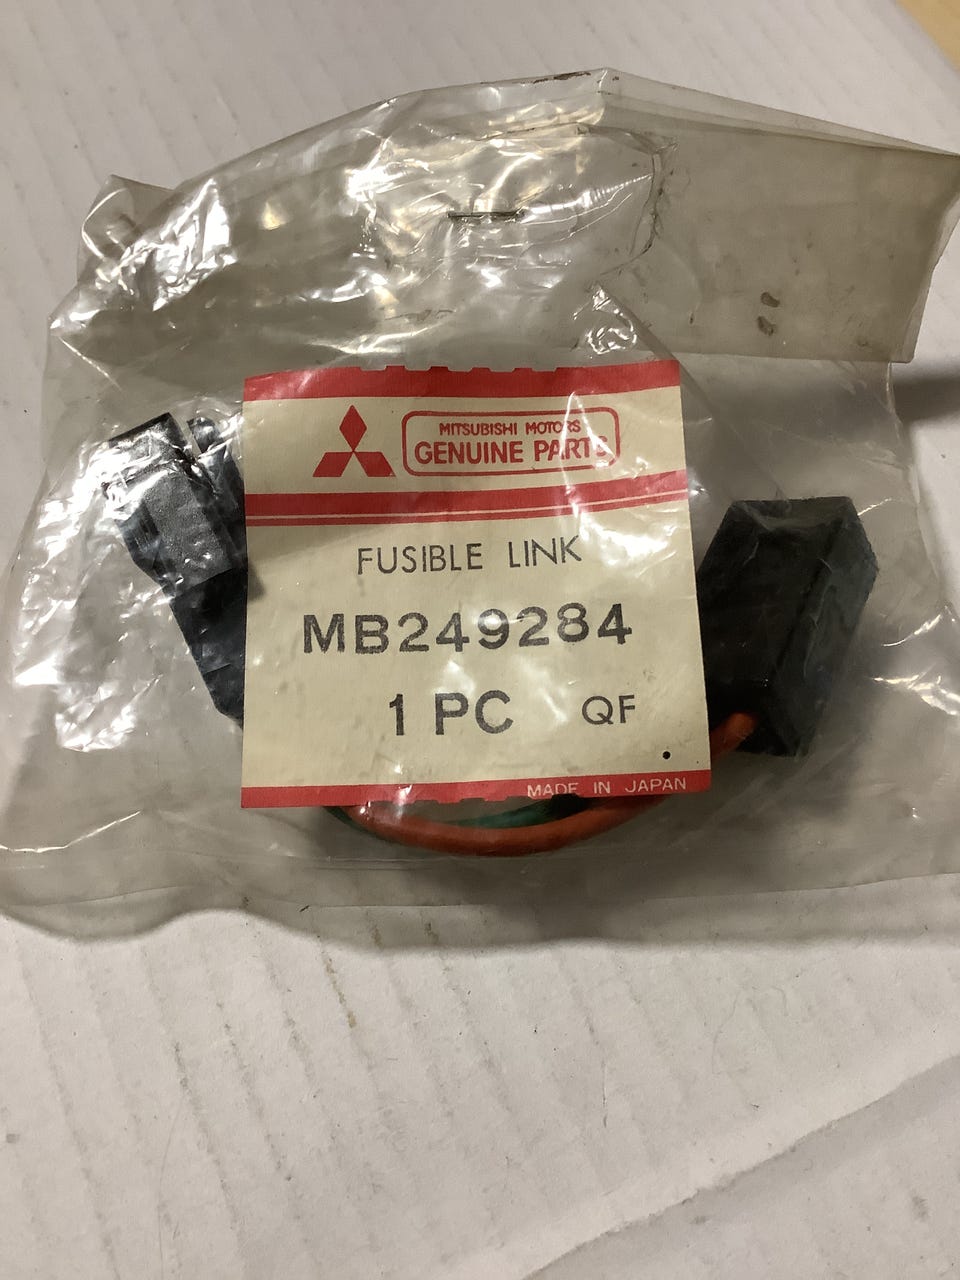 MITSUBISHI MOTORS
GENUINE PARTS
FUSIBLE LINK
MB249284
1 PC QF
MADE IN JAPAN